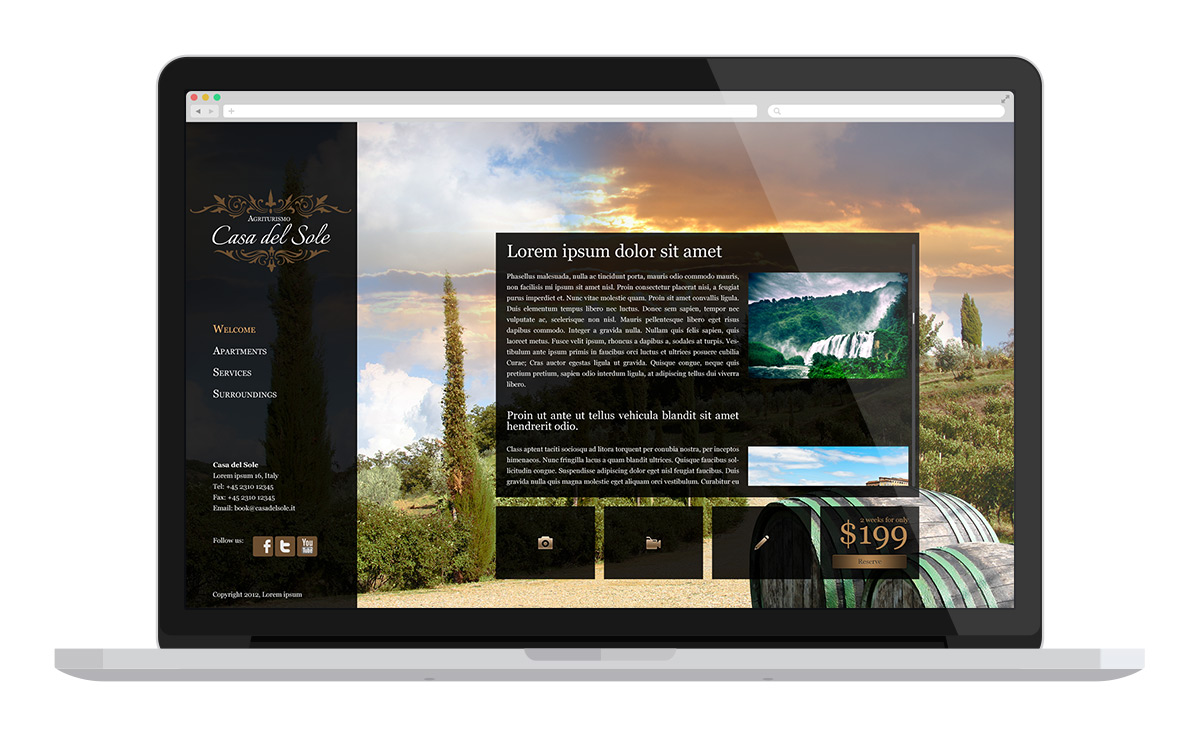 Agriturismo
Casa del Sole
Welcome
Apartments
Services
Surroundings
Casa del Sole
Lorem ipsum 16, Italy
Tel: +45 2310 12345
Fax: +45 2310 12345
Email: book@casadelsole.it
Follow us:
You
Tube
Copyright 2012, Lorem ipsum
Lorem ipsum dolor sit amet
Phasellus malesuada, nulla ac tincidunt porta, mauris odio commodo mauris,
non facilisis mi ipsum sit amet nisl. Proin consectetur placerat nisi, a feugiat
purus imperdiet et. Nunc vitae molestie quam. Proin sit amet convallis ligula.
Duis elementum tempus libero nec luctus. Donec sem sapien, tempor nec
vulputate ac, scelerisque non nisl. Mauris pellentesque libero eget risus
dapibus commodo. Integer a gravida nulla. Nullam quis felis sapien, quis
laoreet metus. Fusce velit ipsum, rhoncus a dapibus a, sodales at turpis. Ves-
tibulum ante ipsum primis in faucibus orci luctus et ultrices posuere cubilia
Curae; Cras auctor egestas ligula ut gravida. Quisque congue, neque quis
pretium pretium, sapien odio interdum ligula, at adipiscing tellus dui viverra
libero.
Proin ut ante ut tellus vehicula blandit sit amet
hendrerit odio.
Class aptent taciti sociosqu ad litora torquent per conubia nostra, per inceptos
himenaeos. Nunc fringilla lacus a quam blandit ultrices. Quisque faucibus sol-
licitudin congue. Suspendisse adipiscing dolor eget nisl feugiat faucibus. Duis
gravida nulla quis magna molestie eget aliquam orci vestibulum. Curabitur eu
2 weeks for only
$199
Reserve